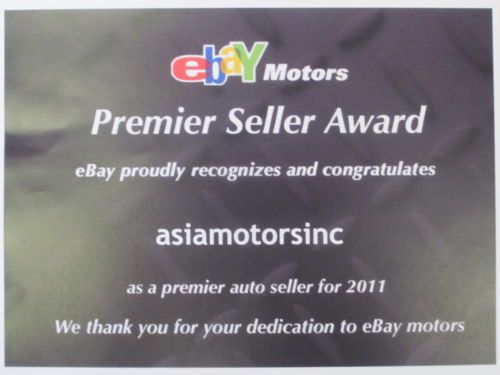 ebaY Motors
Premier Seller Award
eBay proudly recognizes and congratulates
asiamotorsinc
as a premier auto seller for 2011
We thank you for your dedication to eBay motors